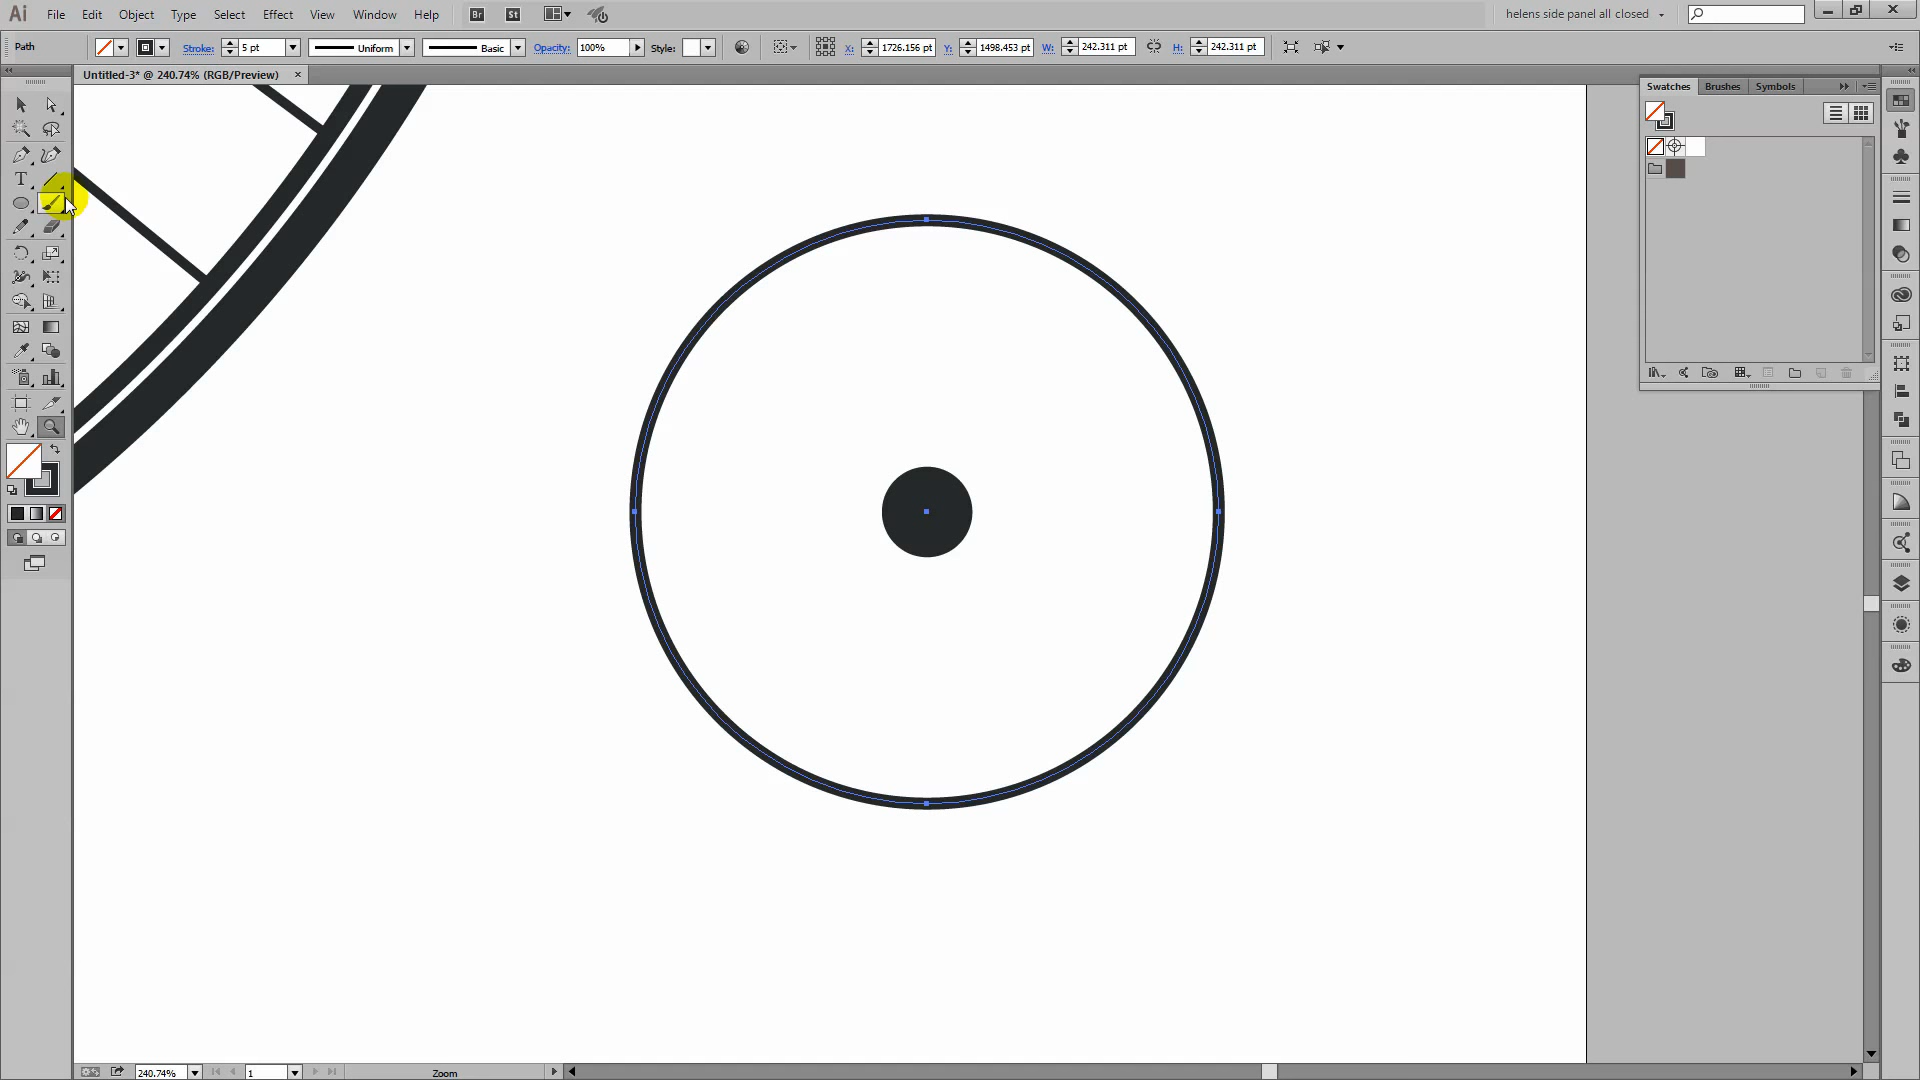 Ai File Edit Object Type Select Effect View Window Help Br St helens side panel all closed
Path Stroke: 5 pt Uniform Basic Opacity: 100% Style: X: 1726.156 pt Y: 1498.453 pt W: 242.311 pt H: 242.311 pt
Untitled-3* @ 240.74% (RGB/Preview) ×
Swatches Brushes Symbols
T
240.74% 1 Zoom